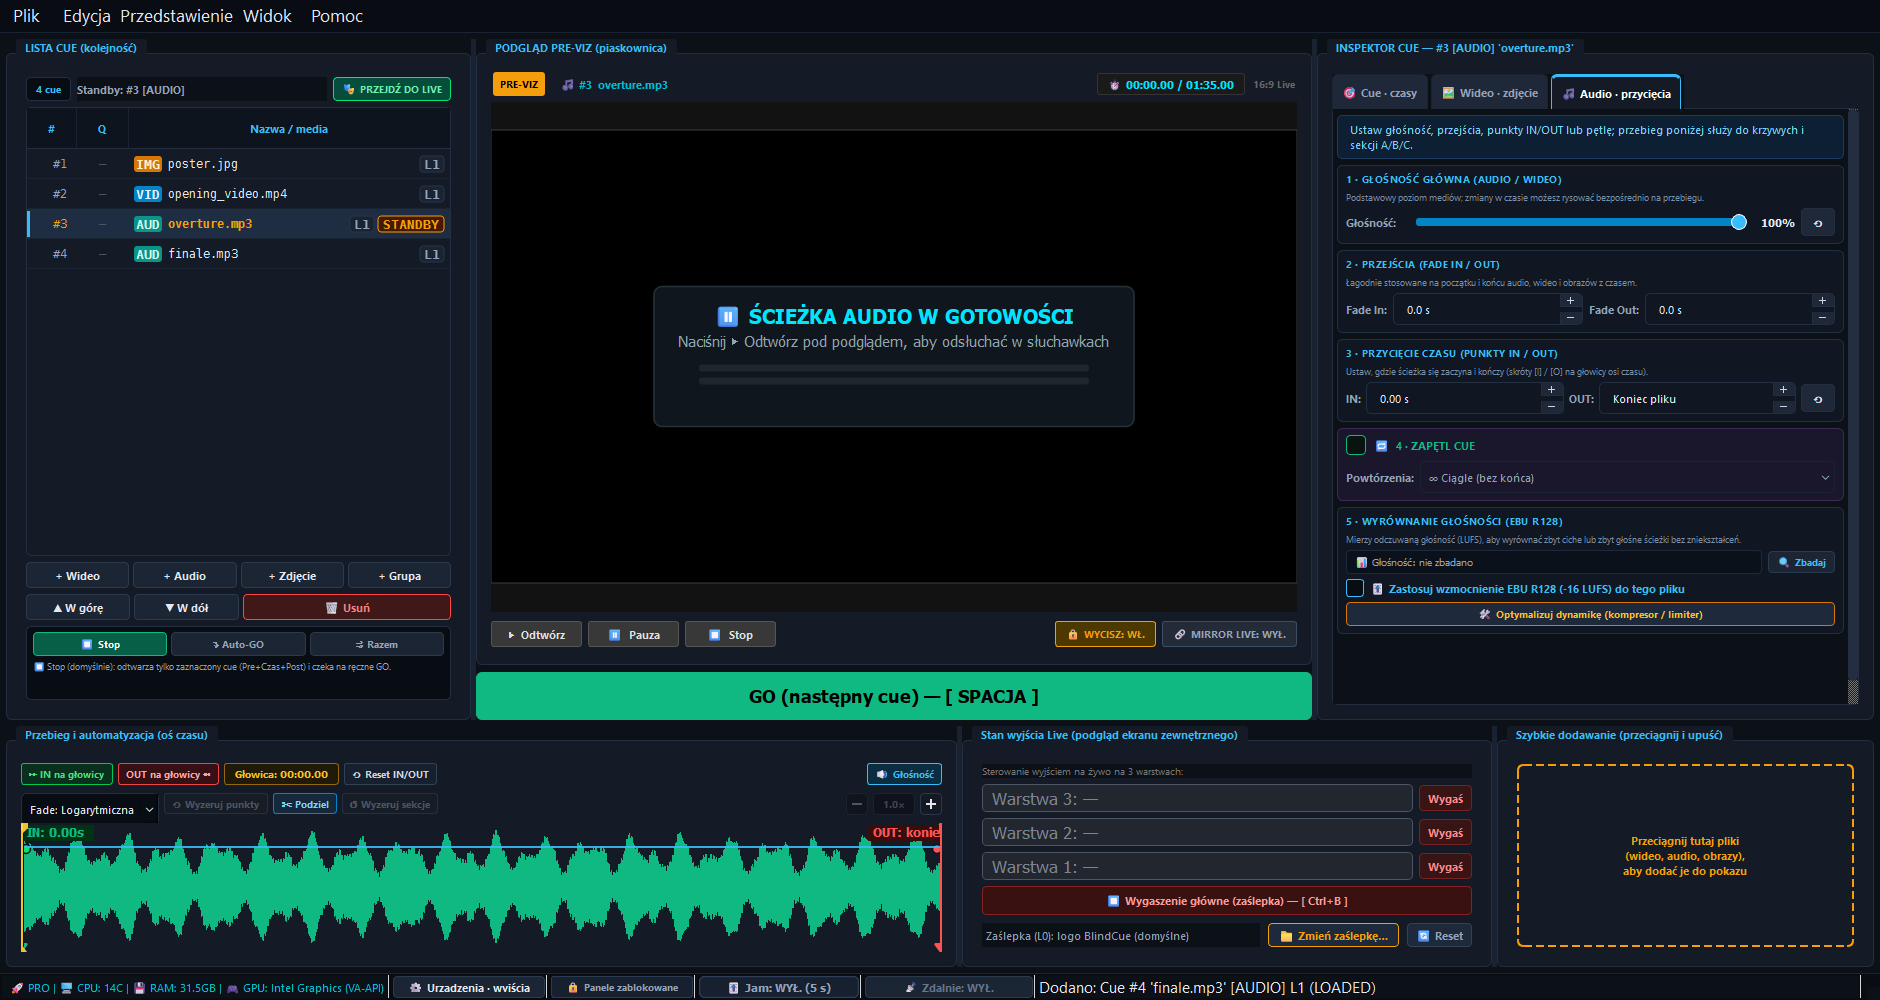 Plik Edycja Przedstawienie Widok Pomoc
LISTA CUE (kolejność)
4 cue Standby: #3 [AUDIO] PRZEJDŹ DO LIVE
# Q Nazwa / media
#1 — IMG poster.jpg L1
#2 — VID opening_video.mp4 L1
#3 — AUD overture.mp3 L1 STANDBY
#4 — AUD finale.mp3 L1
+ Wideo + Audio + Zdjęcie + Grupa
▲ W górę ▼ W dół Usuń
Stop Auto-GO Razem
Stop (domyślnie): odtwarza tylko zaznaczony cue (Pre+Czas+Post) i czeka na ręczne GO.
PODGLĄD PRE-VIZ (piaskownica)
PRE-VIZ #3 overture.mp3 00:00.00 / 01:35.00 16:9 Live
ŚCIEŻKA AUDIO W GOTOWOŚCI
Naciśnij ▶ Odtwórz pod podglądem, aby odsłuchać w słuchawkach
Odtwórz Pauza Stop WYCISZ: WŁ. MIRROR LIVE: WYŁ.
GO (następny cue) — [ SPACJA ]
INSPEKTOR CUE — #3 [AUDIO] 'overture.mp3'
Cue · czasy Wideo · zdjęcie Audio · przycięcia
Ustaw głośność, przejścia, punkty IN/OUT lub pętlę; przebieg poniżej służy do krzywych i
sekcji A/B/C.
1 · GŁOŚNOŚĆ GŁÓWNA (AUDIO / WIDEO)
Podstawowy poziom mediów; zmiany w czasie możesz rysować bezpośrednio na przebiegu.
Głośność: 100%
2 · PRZEJŚCIA (FADE IN / OUT)
Łagodnie stosowane na początku i końcu audio, wideo i obrazów z czasem.
Fade In: 0.0 s + − Fade Out: 0.0 s + −
3 · PRZYCIĘCIE CZASU (PUNKTY IN / OUT)
Ustaw, gdzie ścieżka się zaczyna i kończy (skróty [I] / [O] na głowicy osi czasu).
IN: 0.00 s + − OUT: Koniec pliku + −
4 · ZAPĘTL CUE
Powtórzenia: ∞ Ciągle (bez końca)
5 · WYRÓWNANIE GŁOŚNOŚCI (EBU R128)
Mierzy odczuwaną głośność (LUFS), aby wyrównać zbyt ciche lub zbyt głośne ścieżki bez zniekształceń.
Głośność: nie zbadano Zbadaj
Zastosuj wzmocnienie EBU R128 (-16 LUFS) do tego pliku
Optymalizuj dynamikę (kompresor / limiter)
Przebieg i automatyzacja (oś czasu)
IN na głowicy OUT na głowicy Głowica: 00:00.00 Reset IN/OUT Głośność
Fade: Logarytmiczna Wyzeruj punkty Podziel Wyzeruj sekcje − 1.0× +
IN: 0.00s OUT: konie
Stan wyjścia Live (podgląd ekranu zewnętrznego)
Sterowanie wyjściem na żywo na 3 warstwach:
Warstwa 3: — Wygaś
Warstwa 2: — Wygaś
Warstwa 1: — Wygaś
Wygaszenie główne (zaślepka) — [ Ctrl+B ]
Zaślepka (L0): logo BlindCue (domyślne) Zmień zaślepkę... Reset
Szybkie dodawanie (przeciągnij i upuść)
Przeciągnij tutaj pliki
(wideo, audio, obrazy),
aby dodać je do pokazu
PRO | CPU: 14C | RAM: 31.5GB | GPU: Intel Graphics (VA-API) Urzadzenia · wyviścia Panele zablokowane Jam: WYŁ. (5 s) Zdalnie: WYŁ. Dodano: Cue #4 'finale.mp3' [AUDIO] L1 (LOADED)